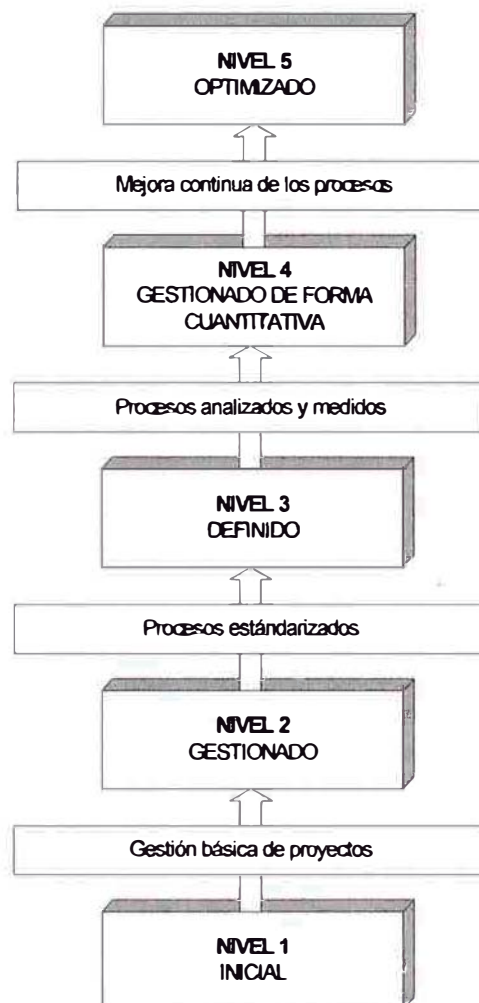 NIVEL 5
OPTIMIZADO
Mejora continua de los procesos
NIVEL 4
GESTIONADO DE FORMA
CUANTITATIVA
Procesos analizados y medidos
NIVEL 3
DEFINIDO
Procesos estándarizados
NIVEL 2
GESTIONADO
Gestión básica de proyectos
NIVEL 1
INICIAL